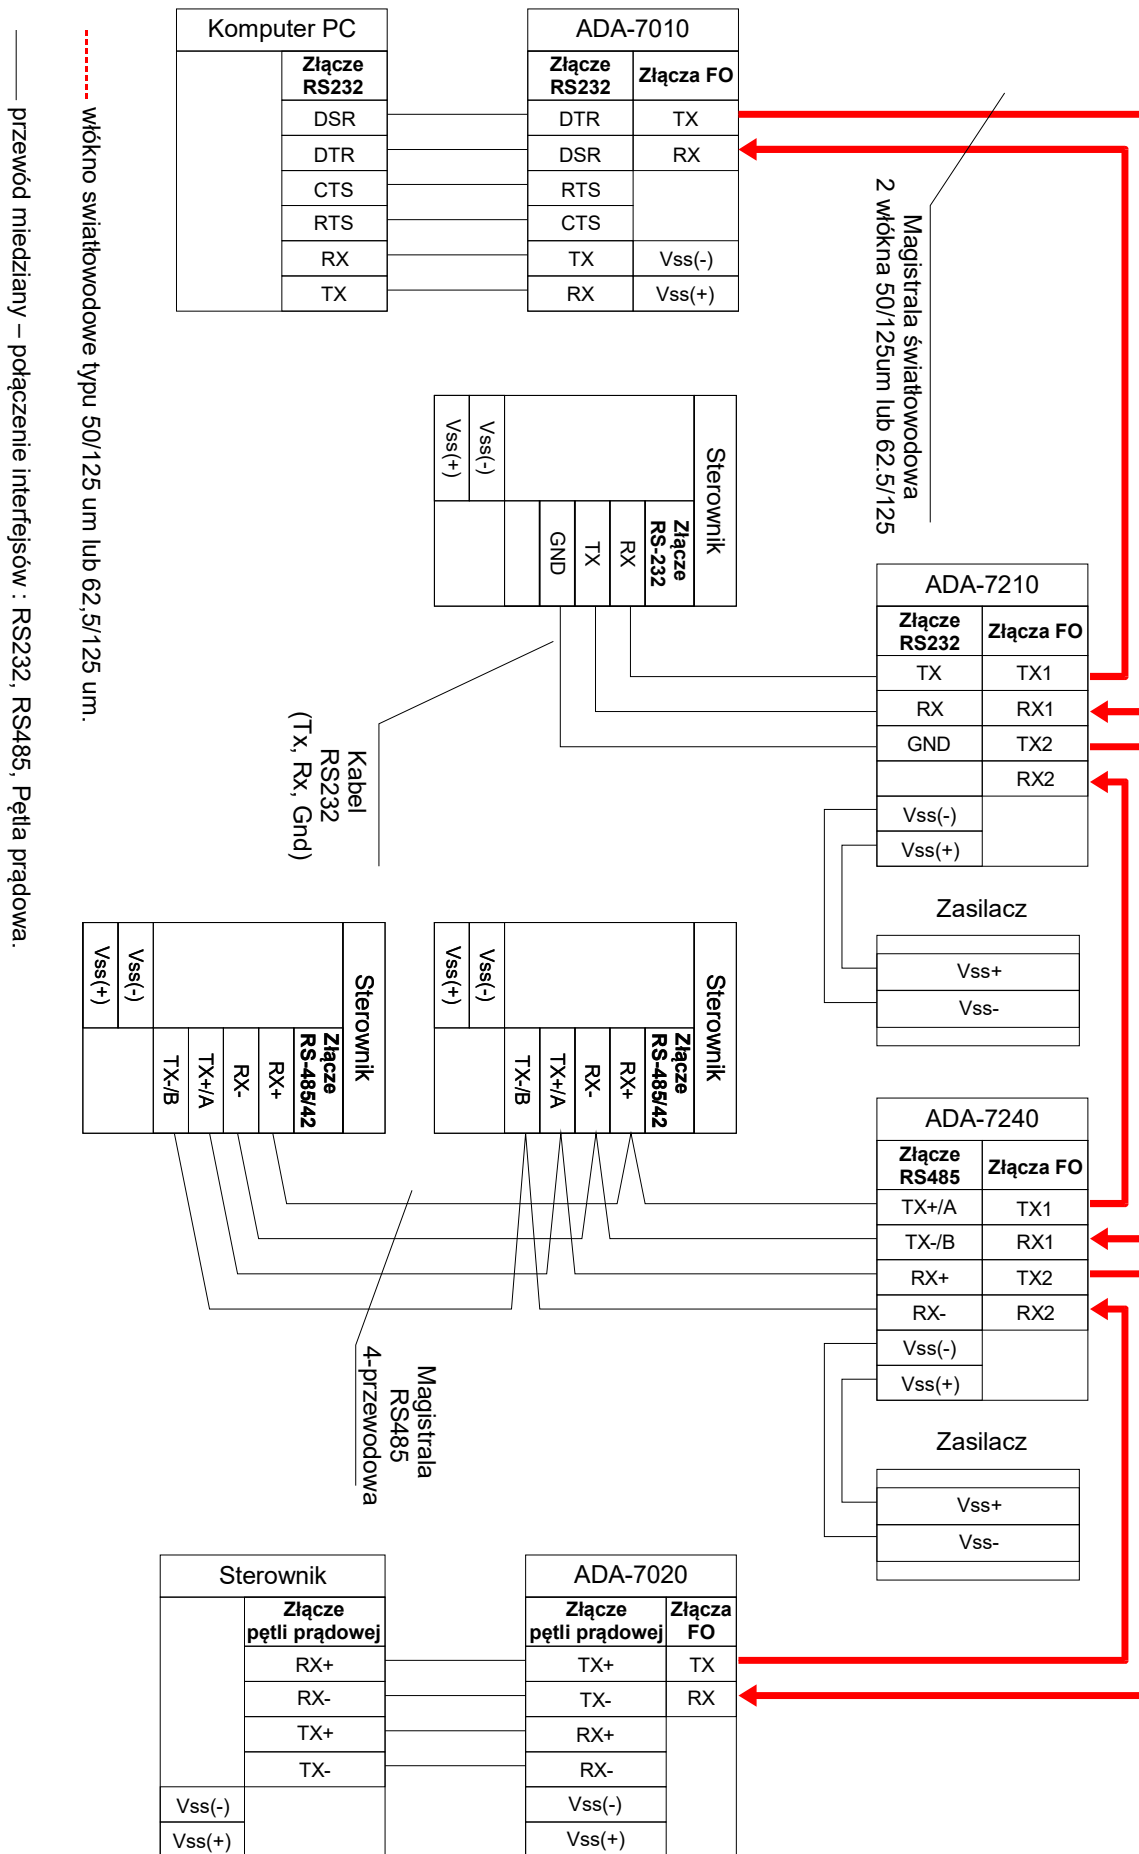 Komputer PC
Złącze
RS232
DSR
DTR
CTS
RTS
RX
TX
ADA-7010
Złącze
RS232
Złącza FO
DTR
TX
DSR
RX
RTS
CTS
TX
Vss(-)
RX
Vss(+)
Magistrala światłowodowa
2 włókna 50/125um lub 62.5/125
włókno swiatłowodowe typu 50/125 um lub 62,5/125 um.
przewód miedziany – połączenie interfejsów : RS232, RS485, Pętla prądowa.
Sterownik
Złącze
RS-232
RX
TX
GND
Vss(-)
Vss(+)
Kabel
RS232
(Tx, Rx, Gnd)
ADA-7210
Złącze
RS232
Złącza FO
TX
TX1
RX
RX1
GND
TX2
RX2
Vss(-)
Vss(+)
Zasilacz
Vss+
Vss-
Sterownik
Złącze
RS-485/42
RX+
RX-
TX+/A
TX-/B
Vss(-)
Vss(+)
Sterownik
Złącze
RS-485/42
RX+
RX-
TX+/A
TX-/B
Vss(-)
Vss(+)
Magistrala
RS485
4-przewodowa
ADA-7240
Złącze
RS485
Złącza FO
TX+/A
TX1
TX-/B
RX1
RX+
TX2
RX-
RX2
Vss(-)
Vss(+)
Zasilacz
Vss+
Vss-
Sterownik
Złącze
pętli prądowej
RX+
RX-
TX+
TX-
Vss(-)
Vss(+)
ADA-7020
Złącze
pętli prądowej
Złącza
FO
TX+
TX
TX-
RX
RX+
RX-
Vss(-)
Vss(+)